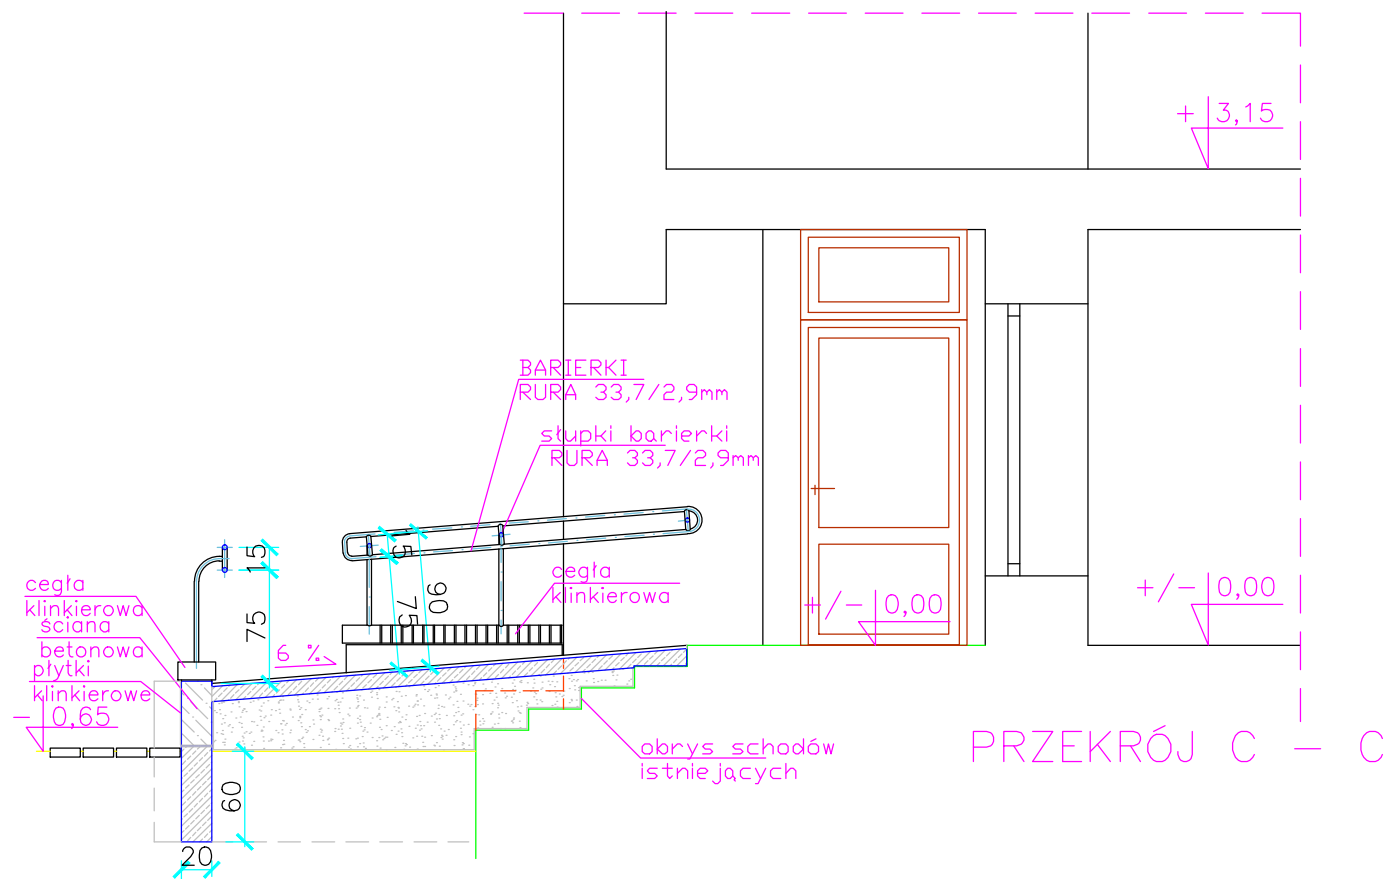 + 3,15
BARIERKI
RURA 33,7/2,9mm
słupki barierki
RURA 33,7/2,9mm
15
15
90
75
75
cegła
klinkierowa
cegła
klinkierowa
ściana
betonowa
płytki
klinkierowe
6 %
+/- 0,00
+/- 0,00
- 0,65
obrys schodów
istniejących
60
20
PRZEKRÓJ C - C